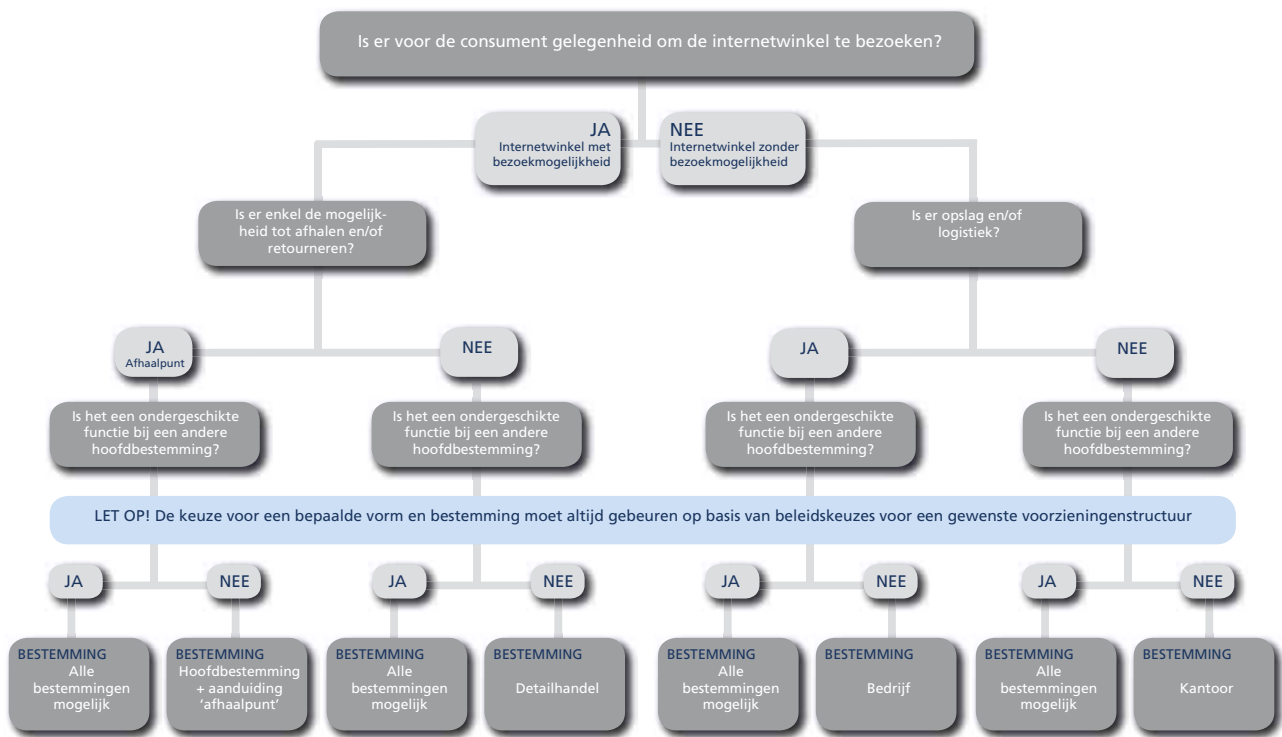 Is er voor de consument gelegenheid om de internetwinkel te bezoeken?
JA
Internetwinkel met
bezoekmogelijkheid
NEE
Internetwinkel zonder
bezoekmogelijkheid
Is er enkel de mogelijk-
heid tot afhalen en/of
retourneren?
Is er opslag en/of
logistiek?
JA
Afhaalpunt
NEE
JA
NEE
Is het een ondergeschikte
functie bij een andere
hoofdbestemming?
Is het een ondergeschikte
functie bij een andere
hoofdbestemming?
Is het een ondergeschikte
functie bij een andere
hoofdbestemming?
Is het een ondergeschikte
functie bij een andere
hoofdbestemming?
LET OP! De keuze voor een bepaalde vorm en bestemming moet altijd gebeuren op basis van beleidskeuzes voor een gewenste voorzieningenstructuur
JA
NEE
JA
NEE
JA
NEE
JA
NEE
BESTEMMING
Alle
bestemmingen
mogelijk
BESTEMMING
Hoofdbestemming
+ aanduiding
'afhaalpunt'
BESTEMMING
Alle
bestemmingen
mogelijk
BESTEMMING
Detailhandel
BESTEMMING
Alle
bestemmingen
mogelijk
BESTEMMING
Bedrijf
BESTEMMING
Alle
bestemmingen
mogelijk
BESTEMMING
Kantoor